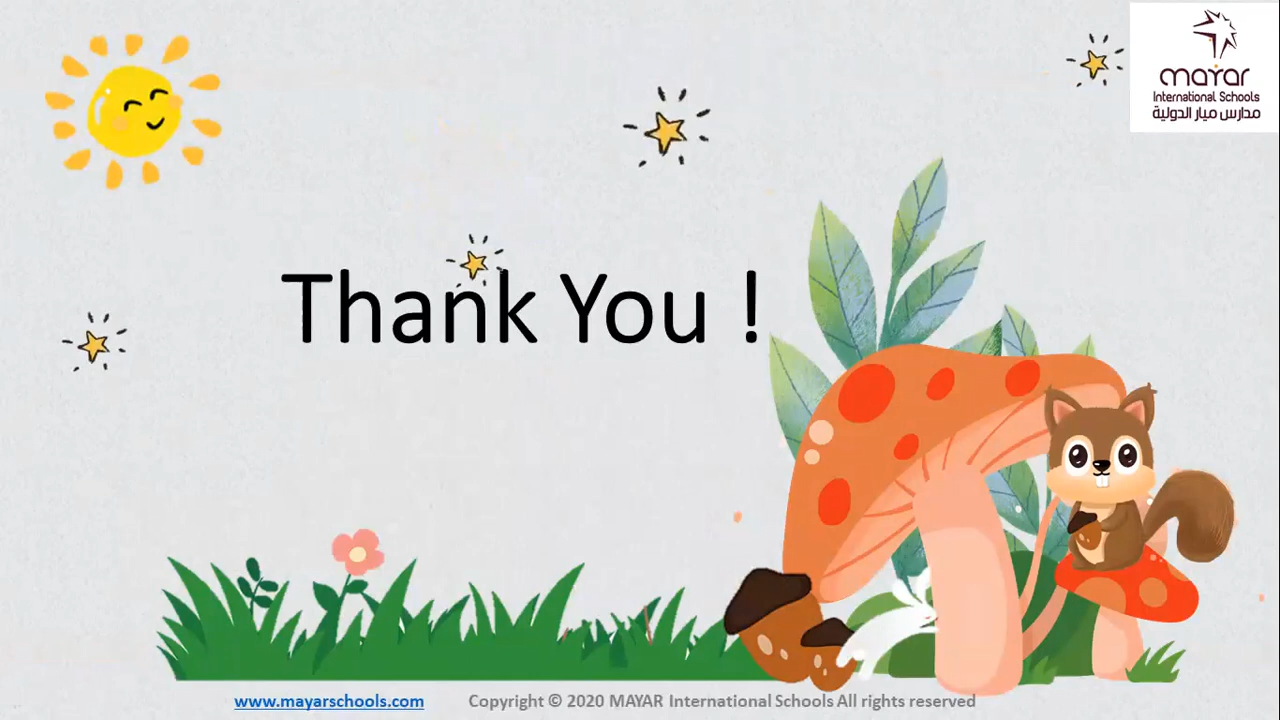 mayar
International Schools
مدارس ميار الدولية
Thank You !
www.mayarschools.com Copyright © 2020 MAYAR International Schools All rights reserved